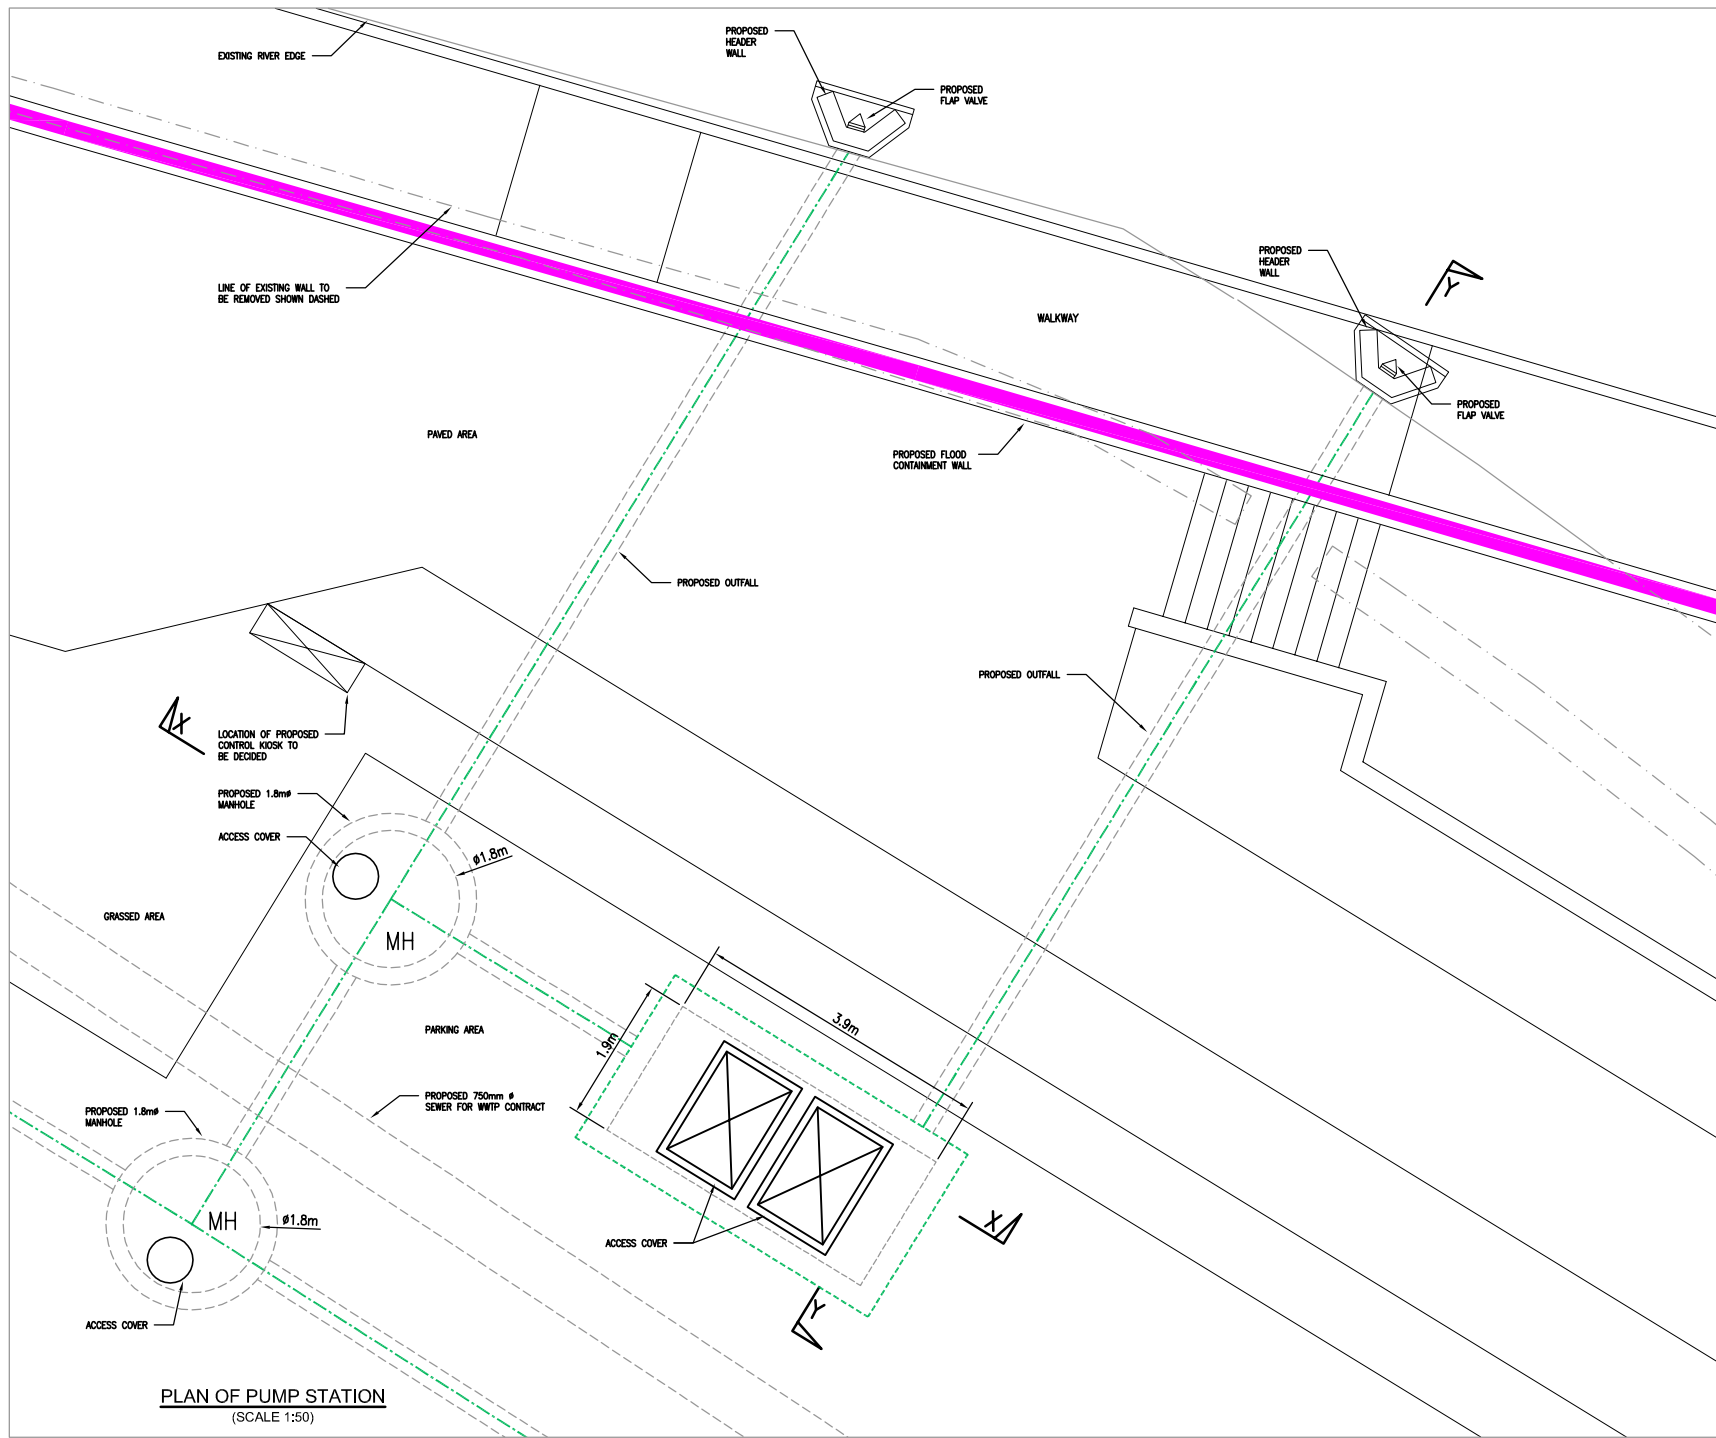 EXISTING RIVER EDGE
PROPOSED
HEADER
WALL
PROPOSED
FLAP VALVE
LINE OF EXISTING WALL TO
BE REMOVED SHOWN DASHED
PROPOSED
HEADER
WALL
Y
WALKWAY
PROPOSED
FLAP VALVE
PAVED AREA
PROPOSED FLOOD
CONTAINMENT WALL
PROPOSED OUTFALL
PROPOSED OUTFALL
X
LOCATION OF PROPOSED
CONTROL KIOSK TO
BE DECIDED
PROPOSED 1.8mø
MANHOLE
ACCESS COVER
ø1.8m
GRASSED AREA
MH
PARKING AREA
3.9m
1.9m
PROPOSED 750mm ø
SEWER FOR WWTP CONTRACT
PROPOSED 1.8mø
MANHOLE
MH
ø1.8m
ACCESS COVER
X
Y
ACCESS COVER
PLAN OF PUMP STATION
(SCALE 1:50)